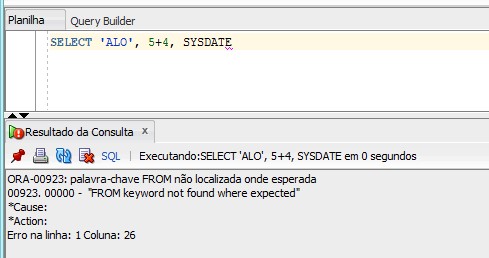 Planilha Query Builder
SELECT 'ALO', 5+4, SYSDATE
Resultado da Consulta x
SQL | Executando:SELECT 'ALO', 5+4, SYSDATE em 0 segundos
ORA-00923: palavra-chave FROM não localizada onde esperada
00923. 00000 - "FROM keyword not found where expected"
*Cause:
*Action:
Erro na linha: 1 Coluna: 26